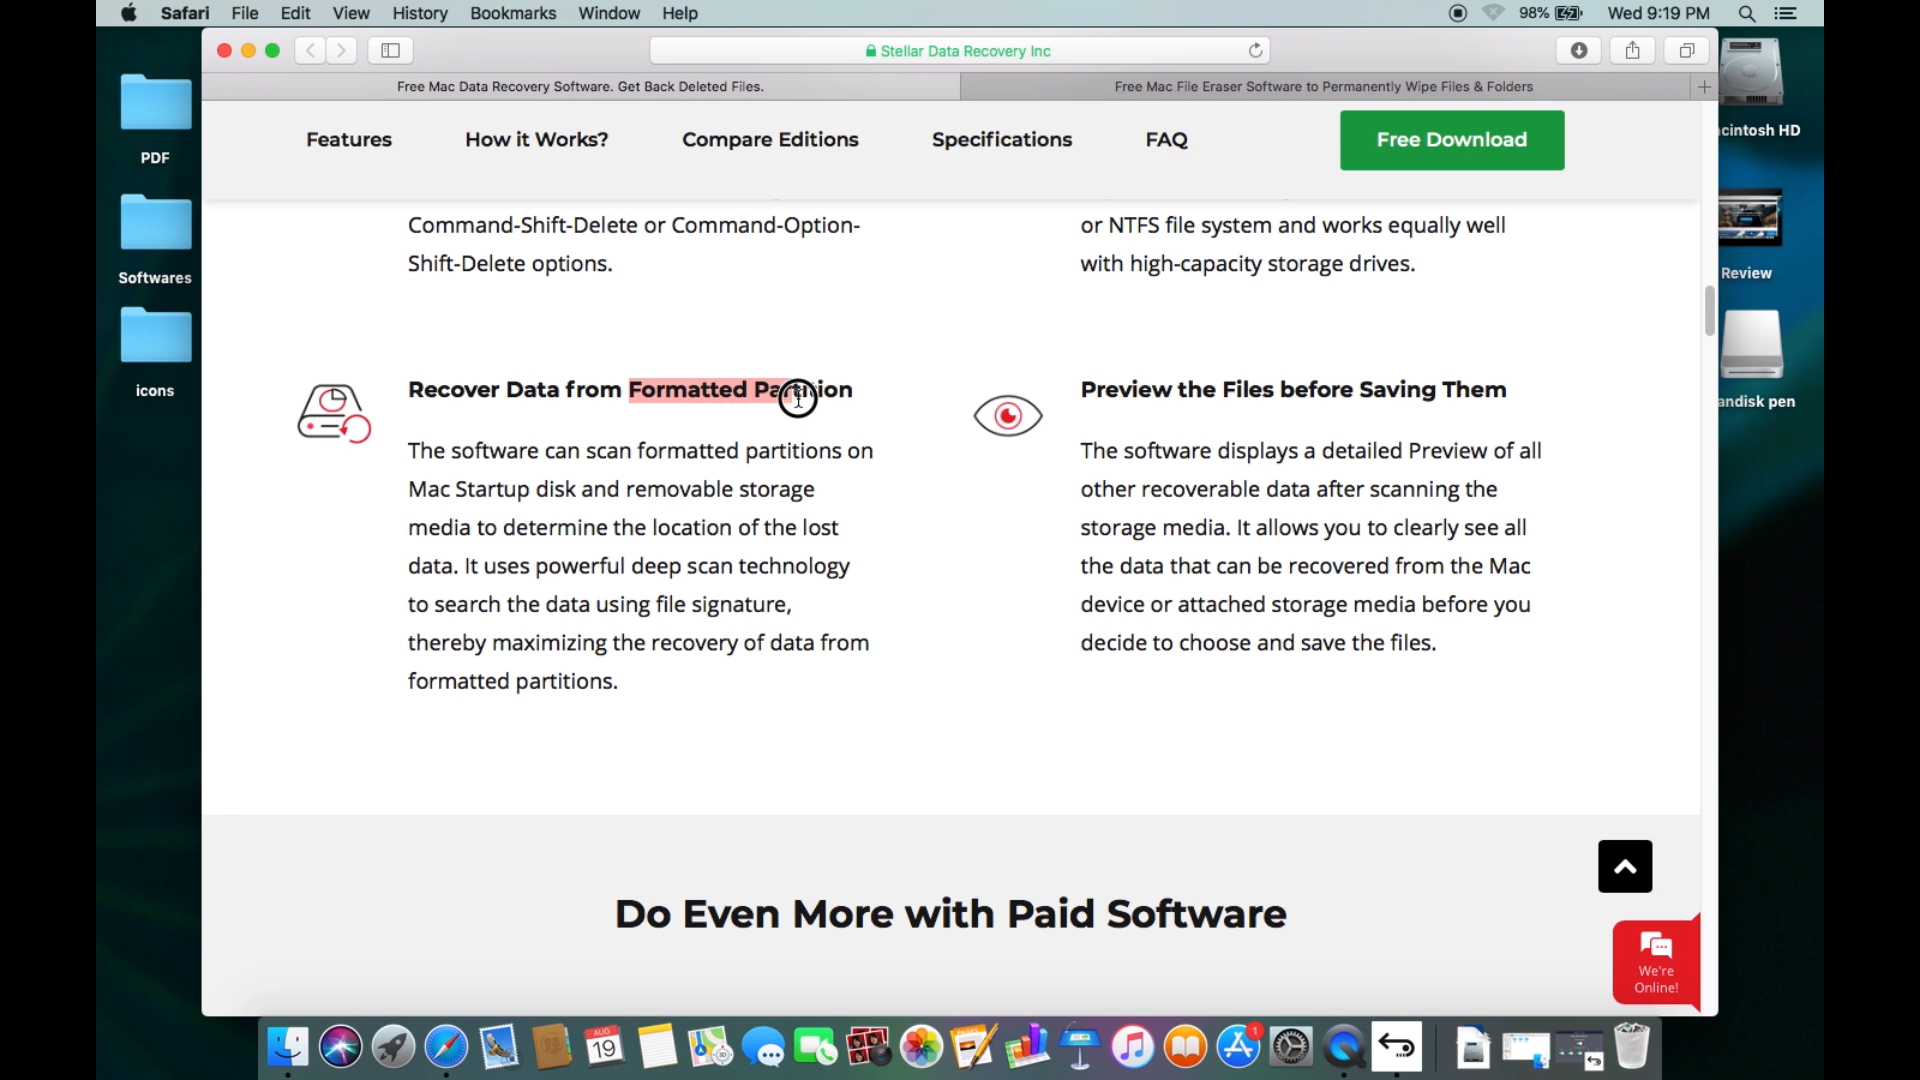 Safari File Edit View History Bookmarks Window Help 98% Wed 9:19 PM
Stellar Data Recovery Inc
Free Mac Data Recovery Software. Get Back Deleted Files. Free Mac File Eraser Software to Permanently Wipe Files & Folders
Features How it Works? Compare Editions Specifications FAQ Free Download
PDF
Softwares
icons
cintosh HD
Review
andisk pen
Command-Shift-Delete or Command-Option-
Shift-Delete options.
or NTFS file system and works equally well
with high-capacity storage drives.
Recover Data from Formatted Partition
The software can scan formatted partitions on
Mac Startup disk and removable storage
media to determine the location of the lost
data. It uses powerful deep scan technology
to search the data using file signature,
thereby maximizing the recovery of data from
formatted partitions.
Preview the Files before Saving Them
The software displays a detailed Preview of all
other recoverable data after scanning the
storage media. It allows you to clearly see all
the data that can be recovered from the Mac
device or attached storage media before you
decide to choose and save the files.
Do Even More with Paid Software
We're
Online!
AUG
19
PAGES
1